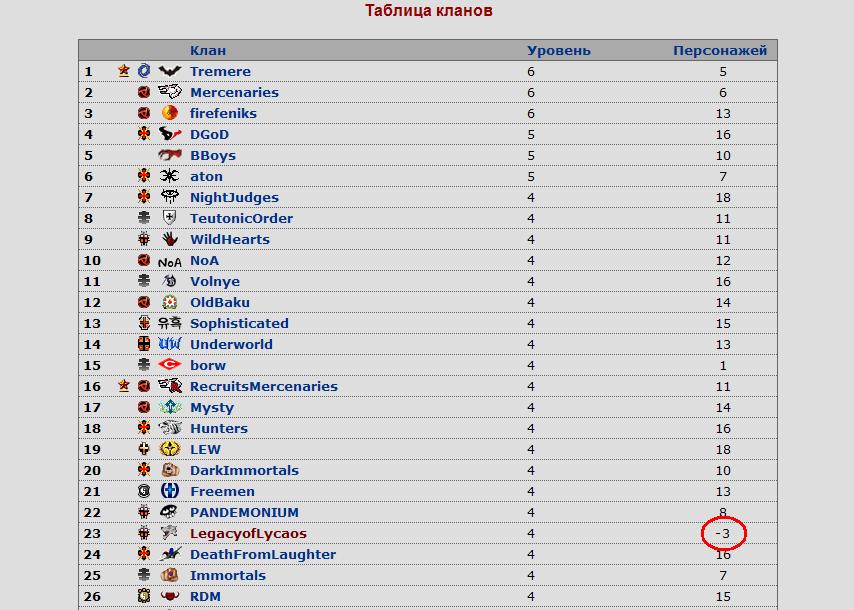 Таблица кланов
Клан Уровень Персонажей
1 Tremere 6 5
2 Mercenaries 6 6
3 firefeniks 6 13
4 DGoD 5 16
5 BBoys 5 10
6 aton 5 7
7 NightJudges 4 18
8 TeutonicOrder 4 11
9 WildHearts 4 11
10 NoA NoA 4 12
11 Volnye 4 16
12 OldBaku 4 14
13 유혹 Sophisticated 4 15
14 UW Underworld 4 13
15 borw 4 1
16 RecruitsMercenaries 4 11
17 Mysty 4 14
18 Hunters 4 16
19 LEW 4 18
20 DarkImmortals 4 10
21 Freemen 4 13
22 PANDEMONIUM 4 8
23 LegacyofLycaos 4 -3
24 DeathFromLaughter 4 16
25 Immortals 4 7
26 RDM 4 15